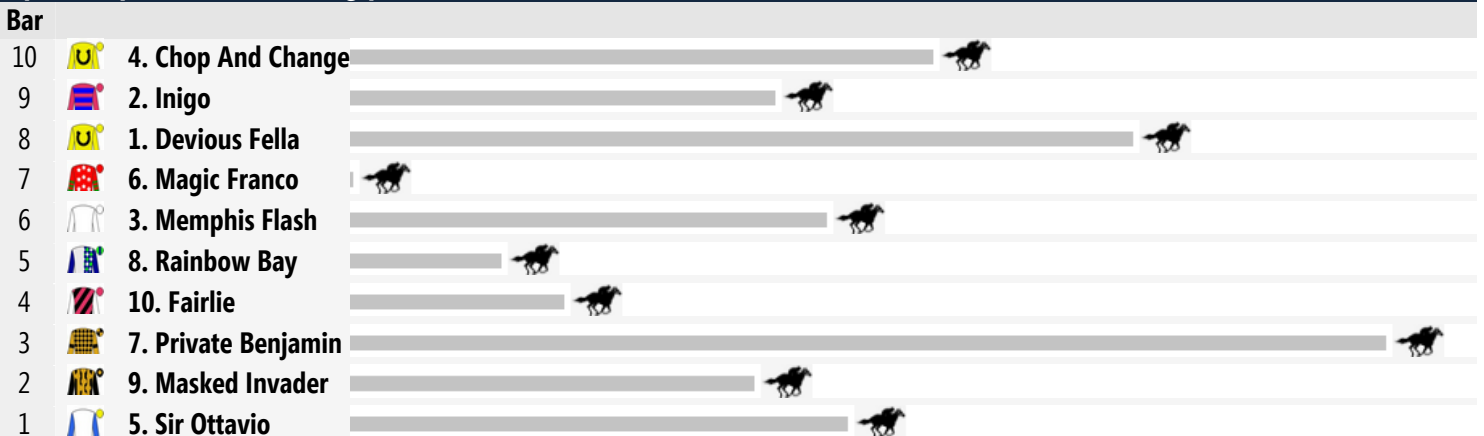 Bar
10 4. Chop And Change
9 2. Inigo
8 1. Devious Fella
7 6. Magic Franco
6 3. Memphis Flash
5 8. Rainbow Bay
4 10. Fairlie
3 7. Private Benjamin
2 9. Masked Invader
1 5. Sir Ottavio